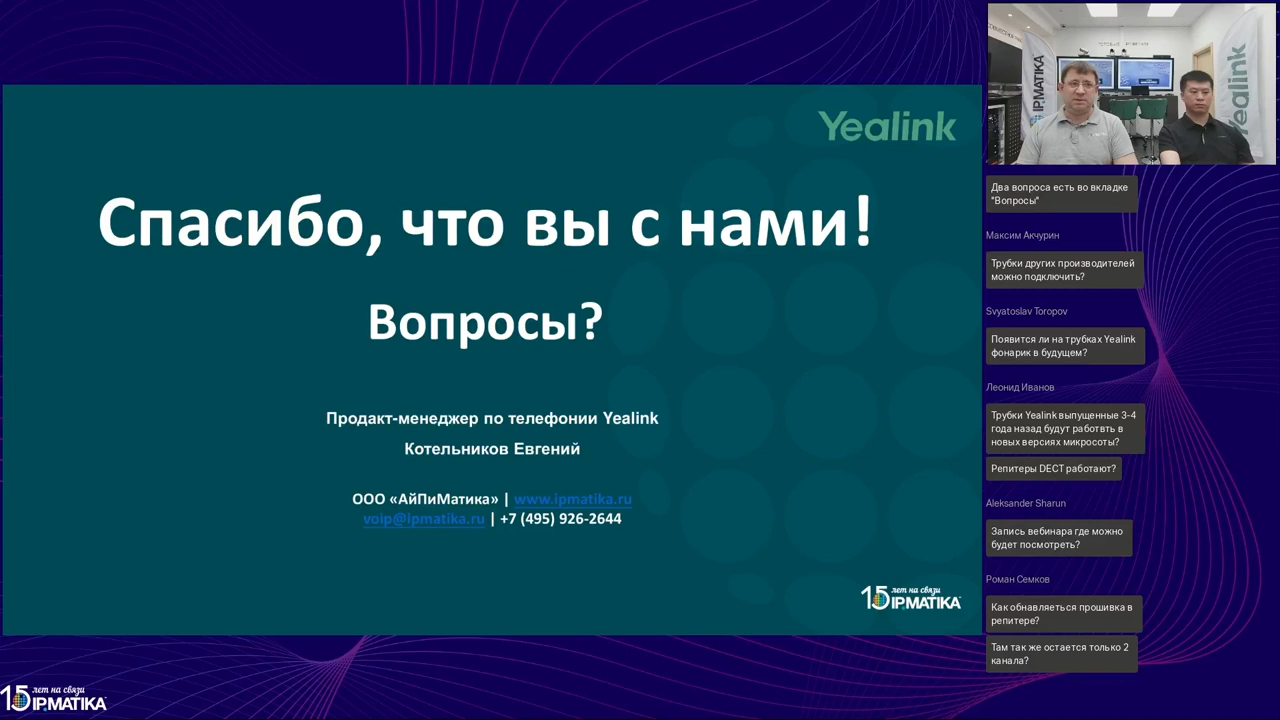 Yealink
Спасибо, что вы с нами!
Вопросы?
Продакт-менеджер по телефонии Yealink
Котельников Евгений
ООО «АйПиМатика» | www.ipmatika.ru
voip@ipmatika.ru | +7 (495) 926-2644
15 лет на связи
IPMATIKA
15 лет на связи
IPMATIKA
IPMATIKA
Yealink
Два вопроса есть во вкладке
"Вопросы"
Максим Акчурин
Трубки других производителей
можно подключить?
Svyatoslav Toropov
Появится ли на трубках Yealink
фонарик в будущем?
Леонид Иванов
Трубки Yealink выпущенные 3-4
года назад будут работвть в
новых версиях микросоты?
Репитеры DECT работают?
Aleksander Sharun
Запись вебинара где можно
будет посмотреть?
Роман Семков
Как обнавляеться прошивка в
репитере?
Там так же остается только 2
канала?